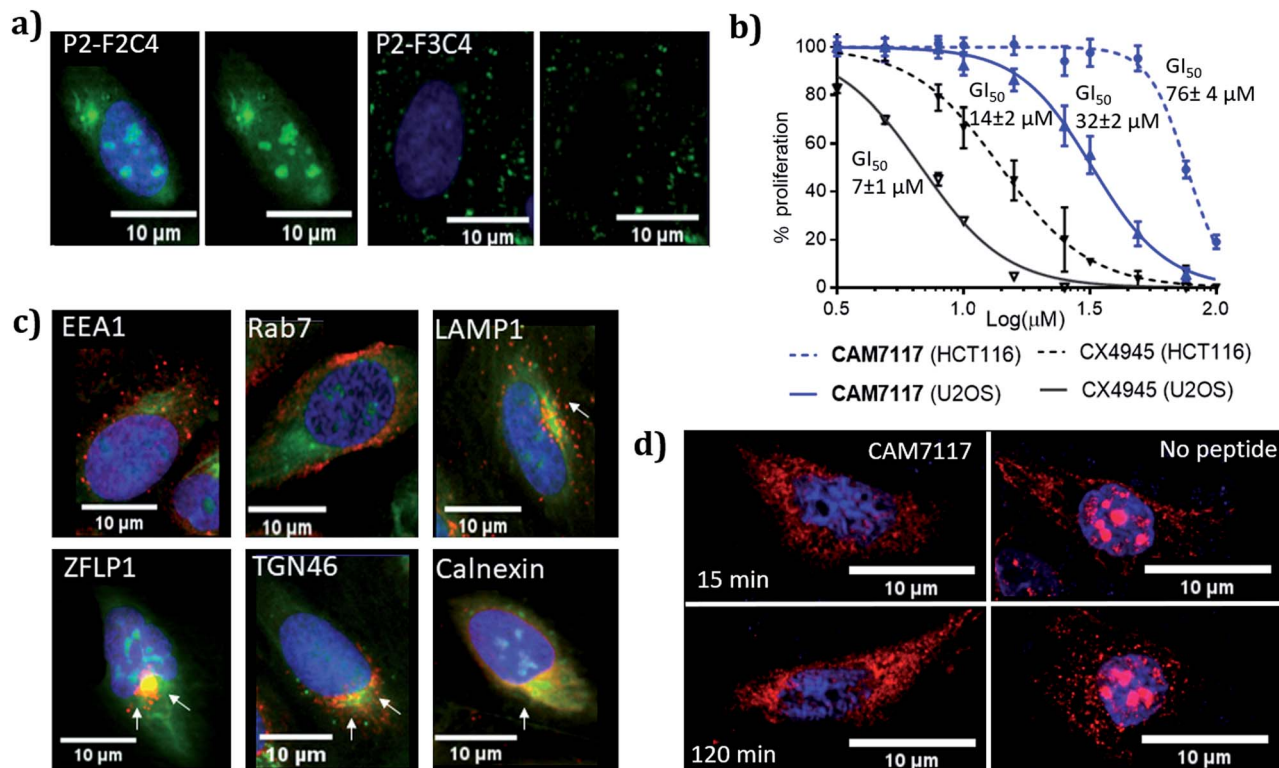 a)
P2-F2C4
P2-F3C4
10 µm
10 µm
10 µm
10 µm
b)
% proliferation
100
80
60
40
20
0
GI50
76± 4 µM
GI50
14±2 µM
GI50
32±2 µM
GI50
7±1 µM
0.5 1.0 1.5 2.0
Log(µM)
CAM7117 (HCT116) CX4945 (HCT116)
CAM7117 (U2OS) CX4945 (U2OS)
c)
EEA1
Rab7
LAMP1
10 µm
10 µm
10 µm
ZFLP1
TGN46
Calnexin
10 µm
10 µm
10 µm
d)
CAM7117
No peptide
15 min
10 µm
10 µm
120 min
10 µm
10 µm